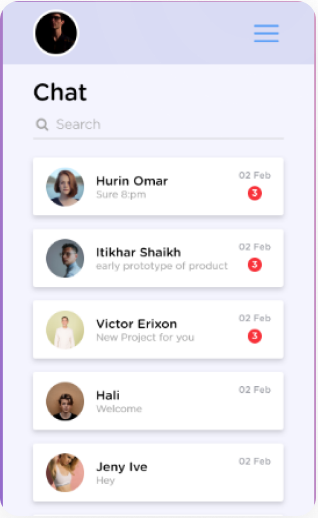 Chat
Search
Hurin Omar
02 Feb
Sure 8:pm
3
Itikhar Shaikh
02 Feb
early prototype of product
3
Victor Erixon
02 Feb
New Project for you
3
Hali
02 Feb
Welcome
Jeny Ive
02 Feb
Hey